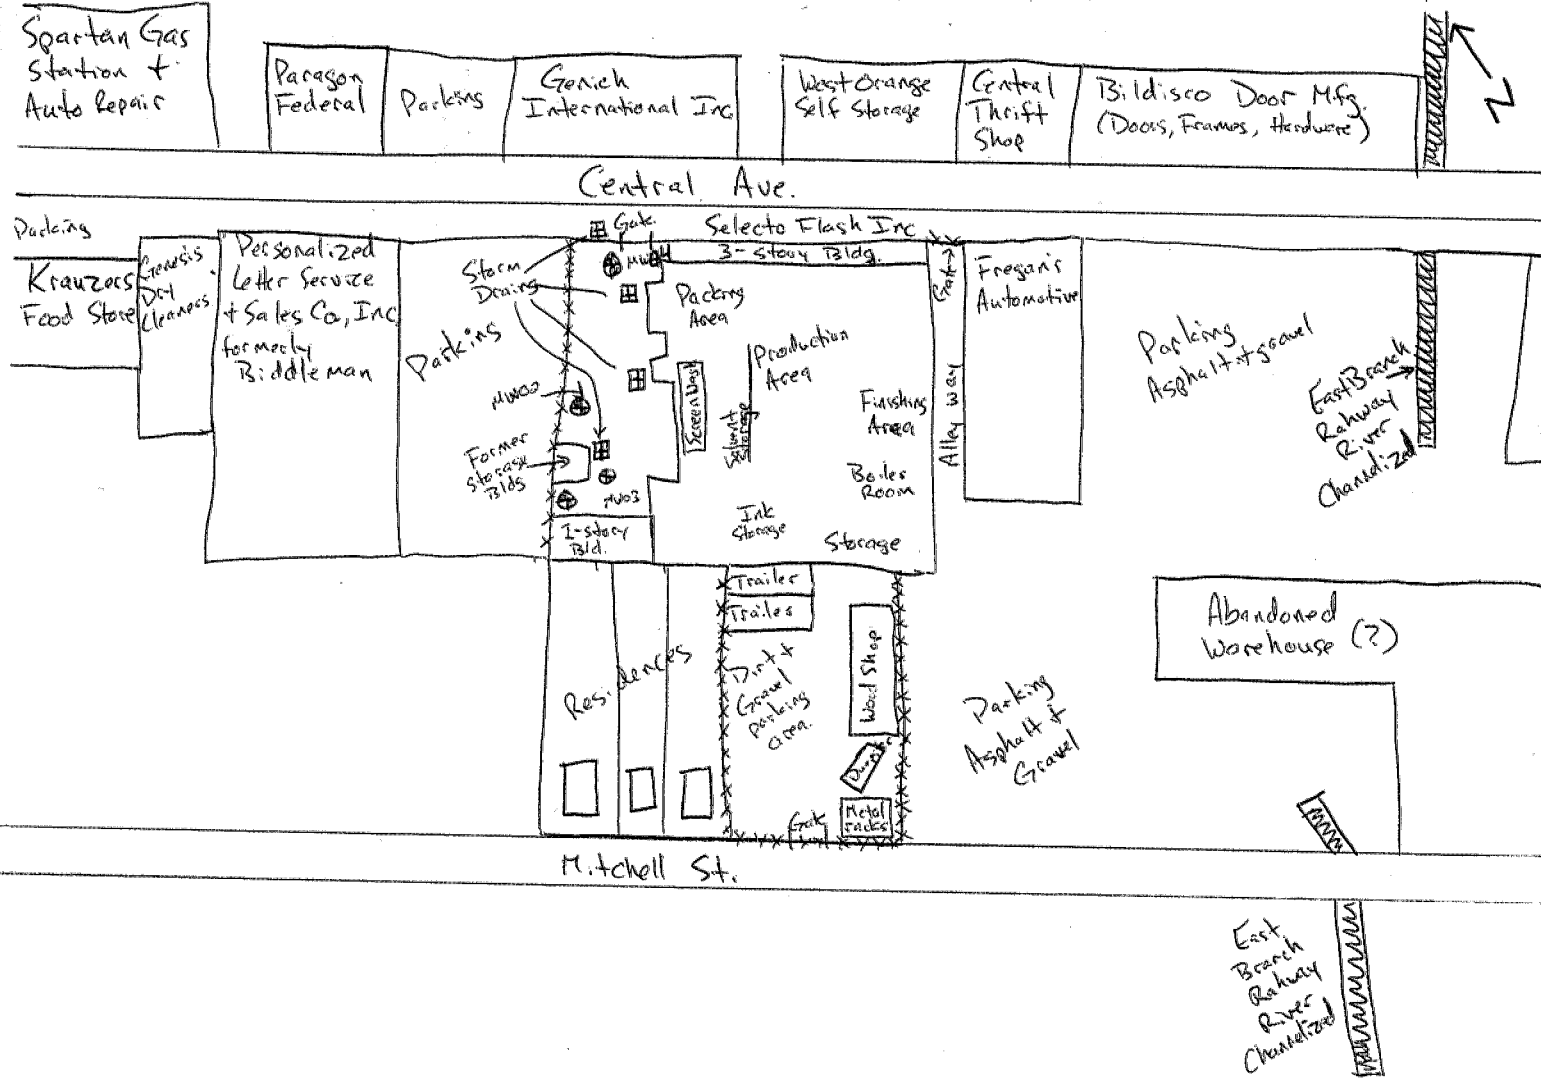 Spartan Gas
Station +
Auto Repair
Paragon
Federal
Parking
Genich
International Inc
West Orange
Self Storage
Central
Thrift
Shop
Bildisco Door Mfg.
(Doors, Frames, Hardware)
N
Central Ave.
Parking
Krauzers
Food Store
Genesis
Dry
Cleaners
Personalized
Letter Service
+ Sales Co, Inc
formerly
Biddleman
Parking
Storm
Drains
Gate
Selecto Flash Inc
3-Story Bldg.
Packing
Area
Production
Area
Screen Wash
Solvent
Storage
Finishing
Area
Boiler
Room
Ink
Storage
Storage
MW02
Former
Storage
Bldg
MW03
1-story
Bld.
Gate
Alley way
Fregan's
Automotive
Parking
Asphalt + gravel
East Branch
Rahway
River
Channelized
Residences
Trailer
Trailer
Dirt +
Gravel
parking
area.
Wood Shop
Metal
racks
Gate
Parking
Asphalt +
Gravel
Abandoned
Warehouse (?)
Mitchell St.
East
Branch
Rahway
River
Channelized